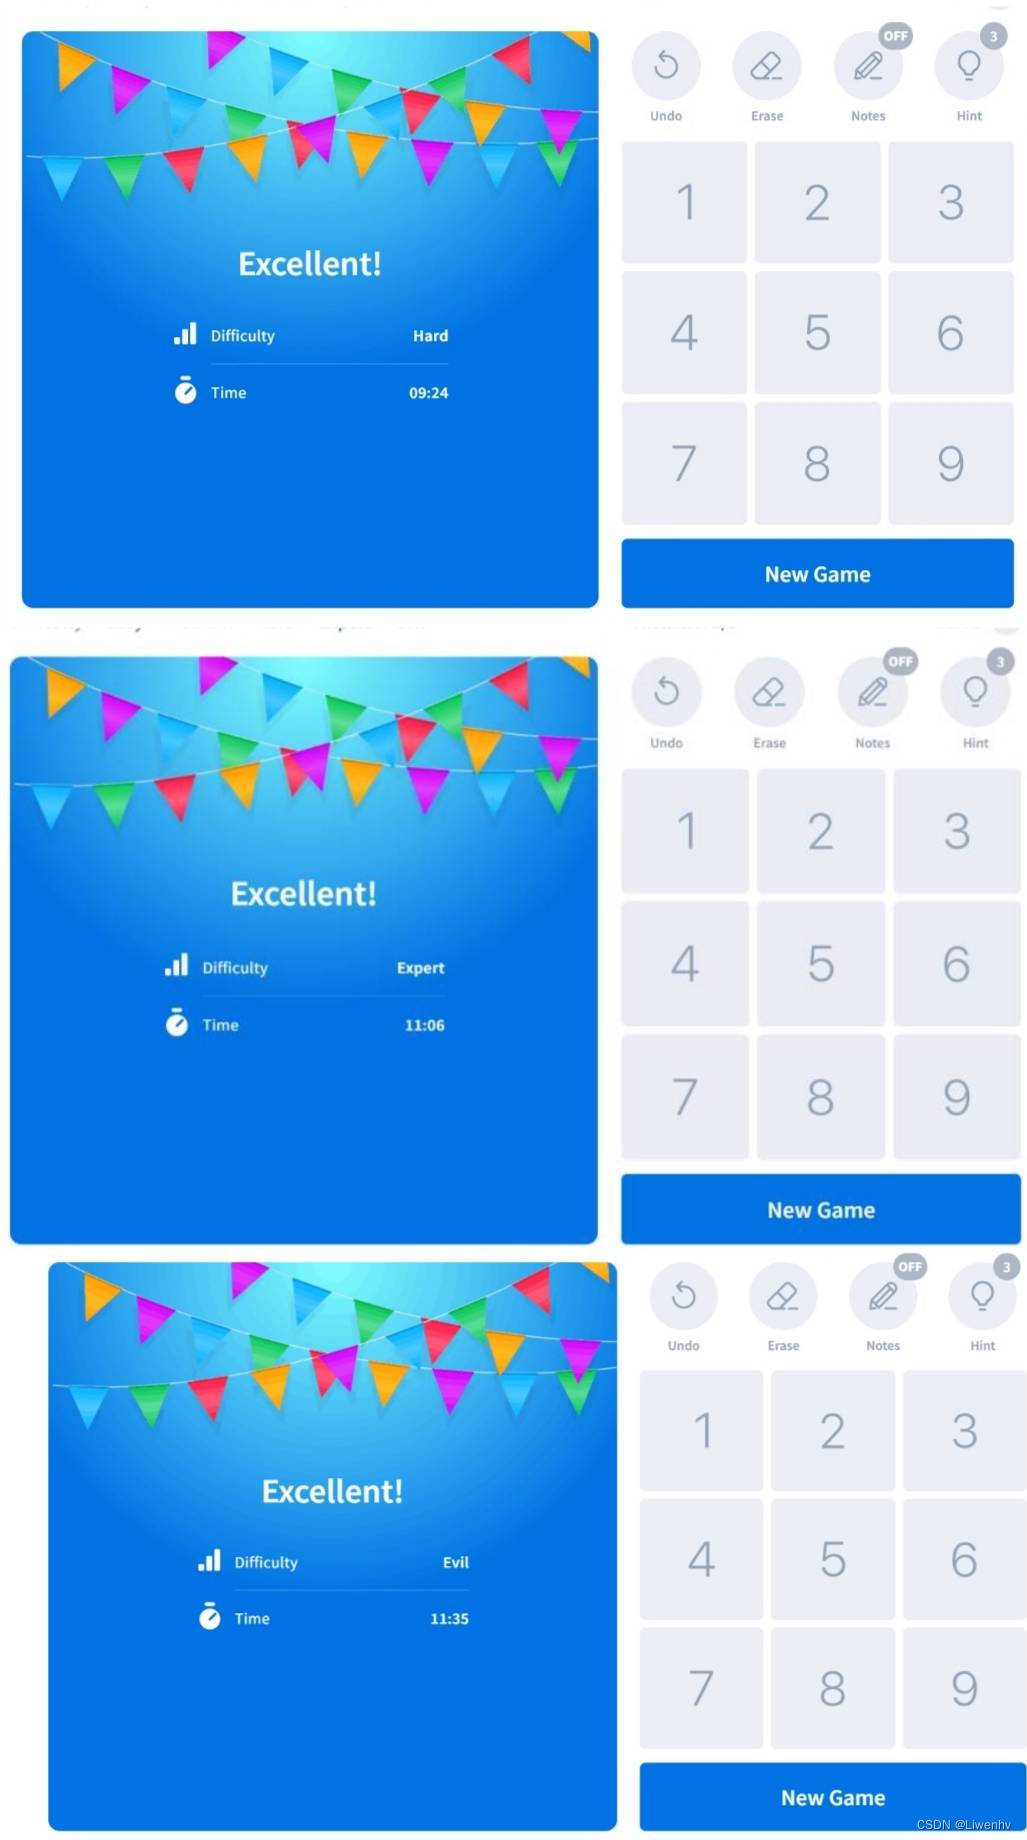 OFF
3
Undo
Erase
Notes
Hint
1
2
3
Excellent!
Difficulty
Hard
4
5
6
Time
09:24
7
8
9
New Game
OFF
3
Undo
Erase
Notes
Hint
1
2
3
Excellent!
Difficulty
Expert
4
5
6
Time
11:06
7
8
9
New Game
OFF
3
Undo
Erase
Notes
Hint
1
2
3
Excellent!
Difficulty
Evil
4
5
6
Time
11:35
7
8
9
New Game
CSDN @Liwenhv